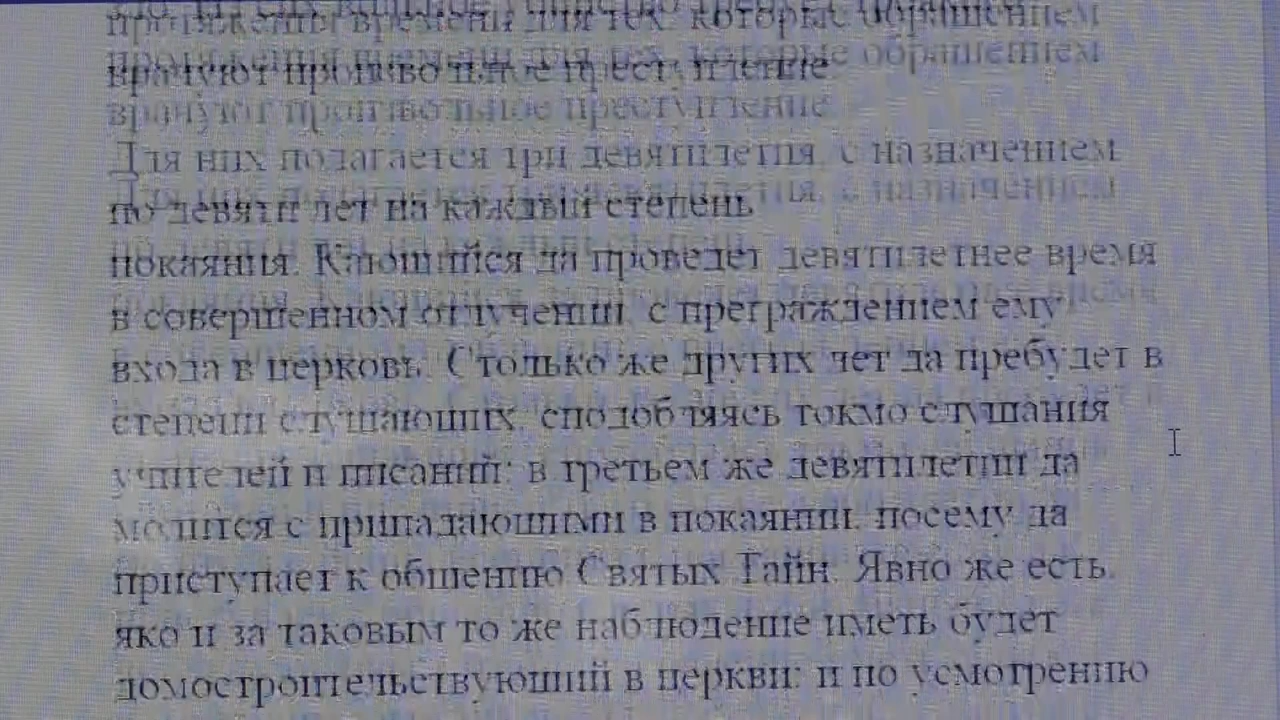 протяжены времени для тех, которые обращением
врачуют произвольное преступление
Для них полагается три девятилетия, с назначением
по девяти лет на каждый степень
покаяния. Кающийся да проведет девятилетнее время
в совершенном отлучении, с преграждением ему
входа в церковь. Столько же других лет да пребудет в
степени слушающих, сподобляясь токмо слушания
учителей и писаний: в третьем же девятилетии да
молится с припадающими в покаянии, посему да
приступает к общению Святых Тайн. Явно же есть,
яко и за таковым то же наблюдение иметь будет
домостроительствующий в церкви: и по усмотрению